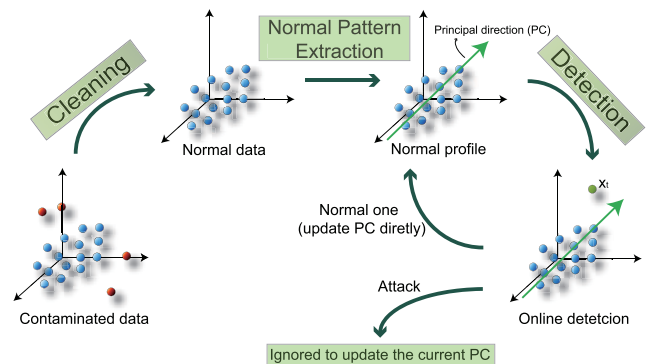 Normal Pattern
Extraction
Principal direction (PC)
Cleaning
Detection
Normal data
Normal profile
xt
Normal one
(update PC diretly)
Attack
Contaminated data
Online detetcion
Ignored to update the current PC